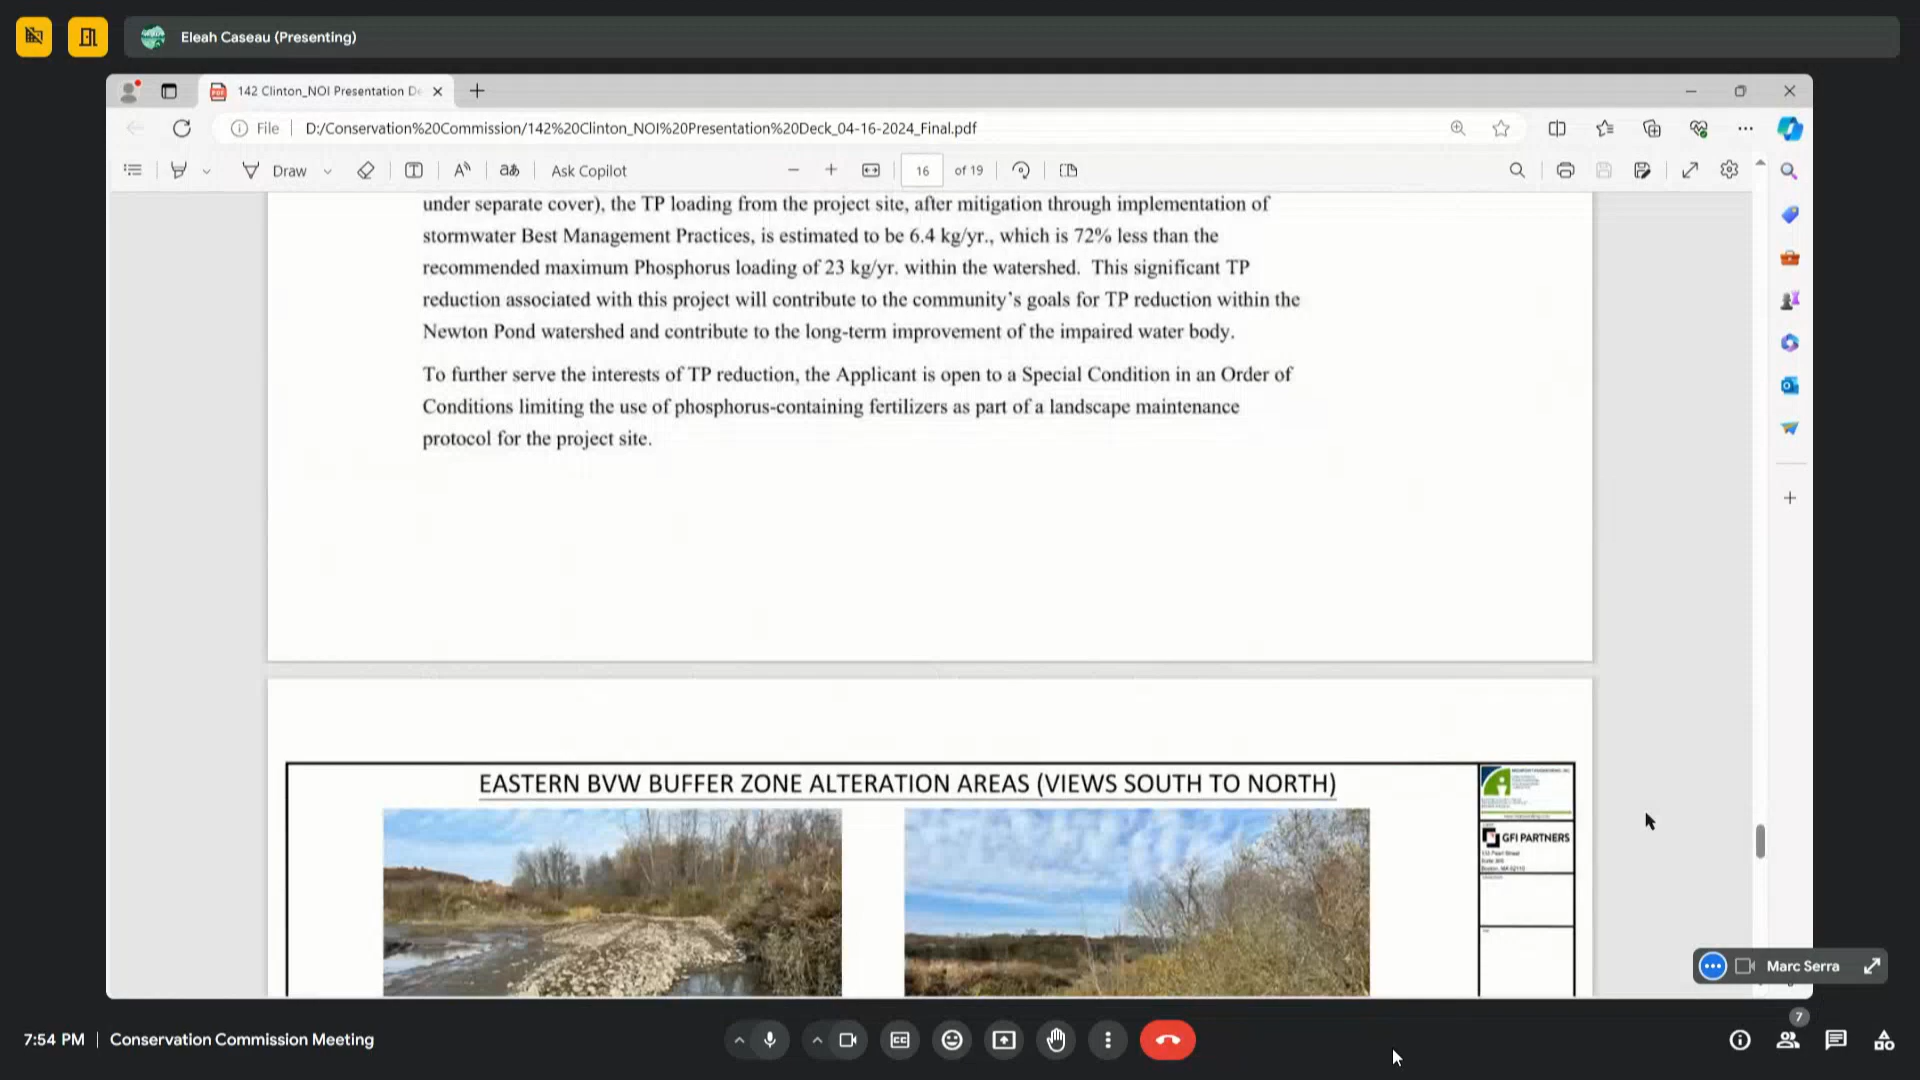 Eleah Caseau (Presenting)
142 Clinton_NOI Presentation De
File
D:/Conservation%20Commission/142%20Clinton_NOI%20Presentation%20Deck_04-16-2024_Final.pdf
Draw
Ask Copilot
16 of 19
under separate cover), the TP loading from the project site, after mitigation through implementation of
stormwater Best Management Practices, is estimated to be 6.4 kg/yr., which is 72% less than the
recommended maximum Phosphorus loading of 23 kg/yr. within the watershed. This significant TP
reduction associated with this project will contribute to the community's goals for TP reduction within the
Newton Pond watershed and contribute to the long-term improvement of the impaired water body.
To further serve the interests of TP reduction, the Applicant is open to a Special Condition in an Order of
Conditions limiting the use of phosphorus-containing fertilizers as part of a landscape maintenance
protocol for the project site.
EASTERN BVW BUFFER ZONE ALTERATION AREAS (VIEWS SOUTH TO NORTH)
GFI PARTNERS
Marc Serra
7
7:54 PM
Conservation Commission Meeting